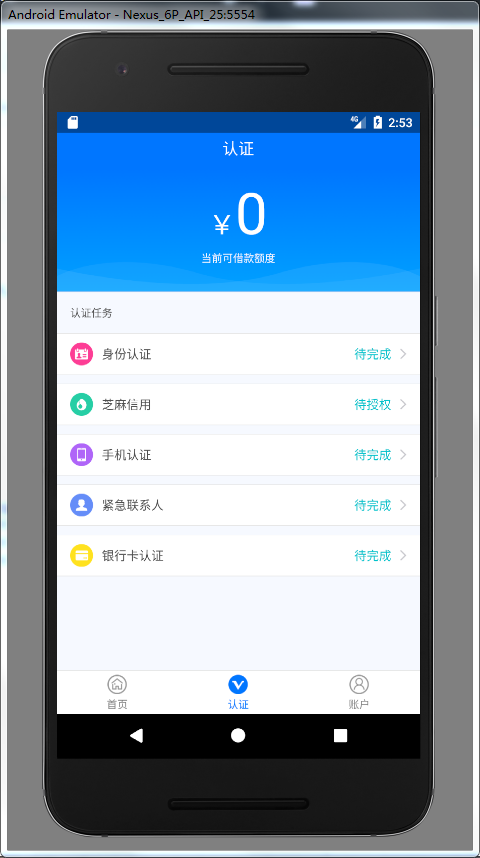 Android Emulator - Nexus_6P_API_25:5554
4G 2:53
认证
¥0
当前可借款额度
认证任务
身份认证 待完成
芝麻信用 待授权
手机认证 待完成
紧急联系人 待完成
银行卡认证 待完成
首页 认证 账户